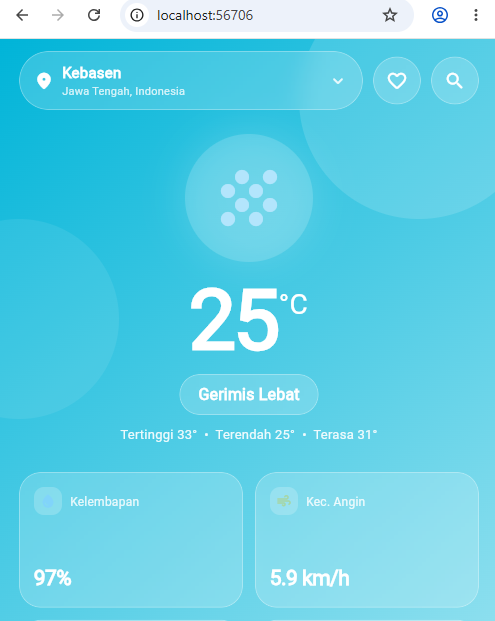 localhost:56706
Kebasen
Jawa Tengah, Indonesia
25°C
Gerimis Lebat
Tertinggi 33° • Terendah 25° • Terasa 31°
Kelembapan
Kec. Angin
97%
5.9 km/h